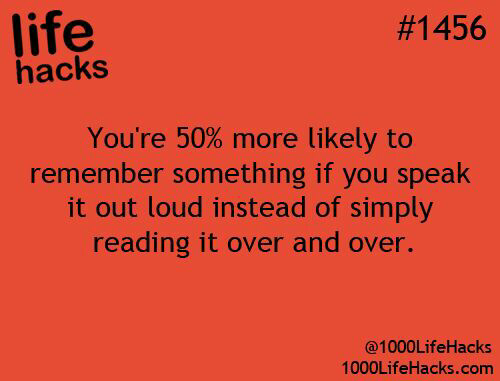 life
hacks
#1456
You're 50% more likely to
remember something if you speak
it out loud instead of simply
reading it over and over.
@1000LifeHacks
1000LifeHacks.com